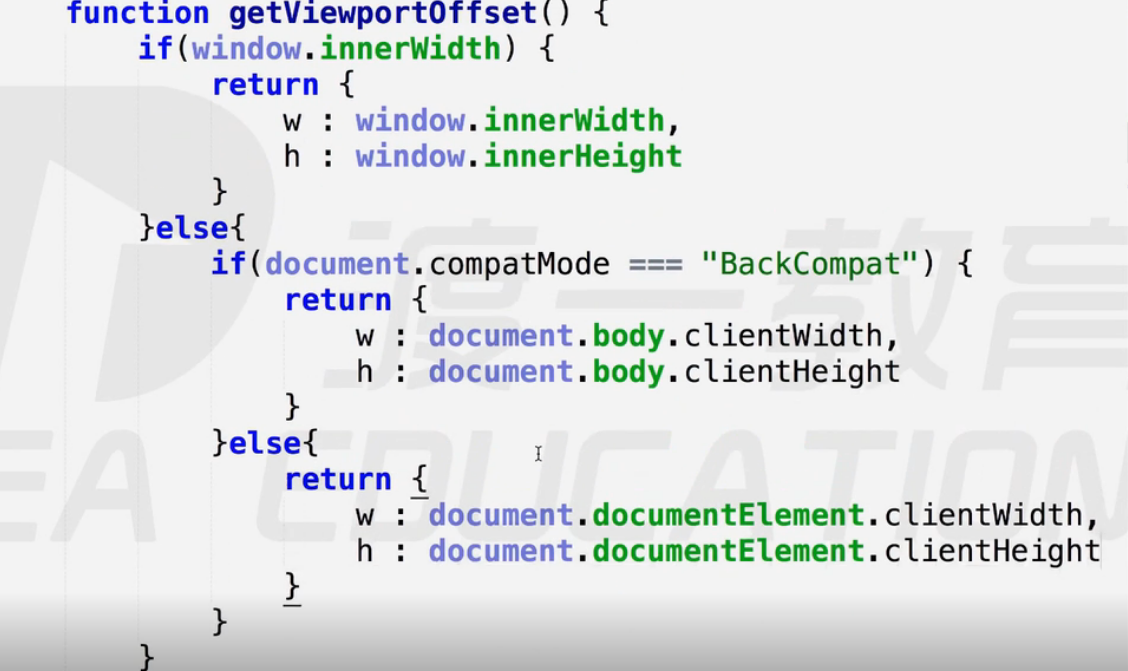 function getViewportOffset() {
    if(window.innerWidth) {
        return {
            w : window.innerWidth,
            h : window.innerHeight
        }
    }else{
        if(document.compatMode === "BackCompat") {
            return {
                w : document.body.clientWidth,
                h : document.body.clientHeight
            }
        }else{
            return {
                w : document.documentElement.clientWidth,
                h : document.documentElement.clientHeight
            }
        }
    }
渡一教育
EDUCATION